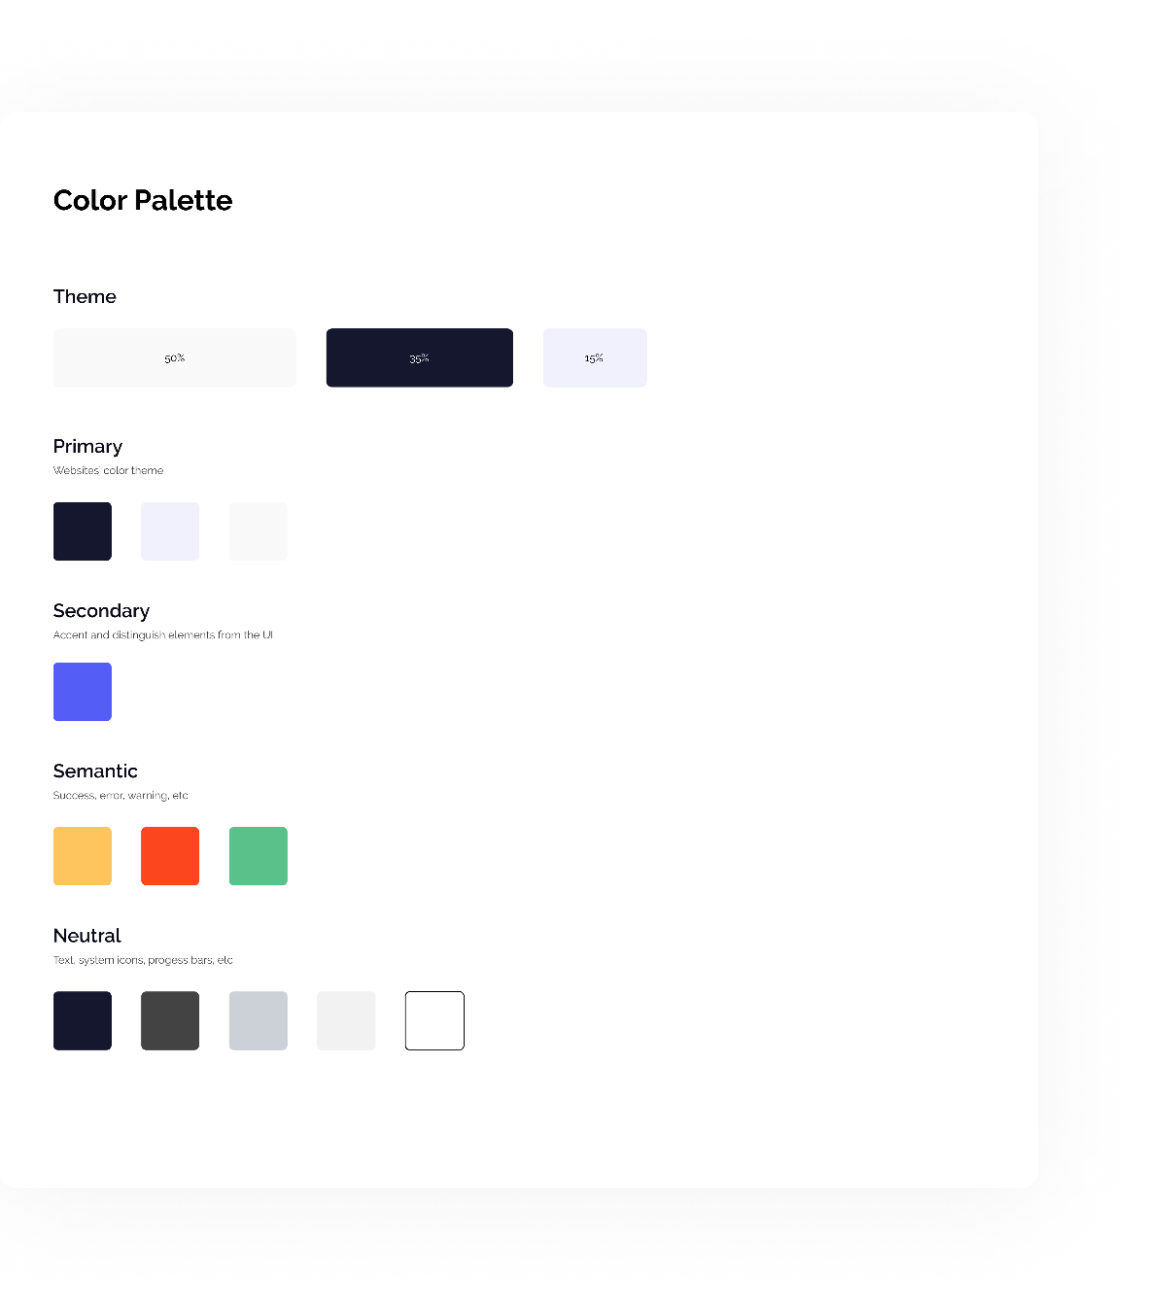 Color Palette
Theme
50%
35%
15%
Primary
Websites' color theme
Secondary
Accent and distinguish elements from the UI
Semantic
Success, error, warning, etc
Neutral
Text, system icons, progess bars, etc